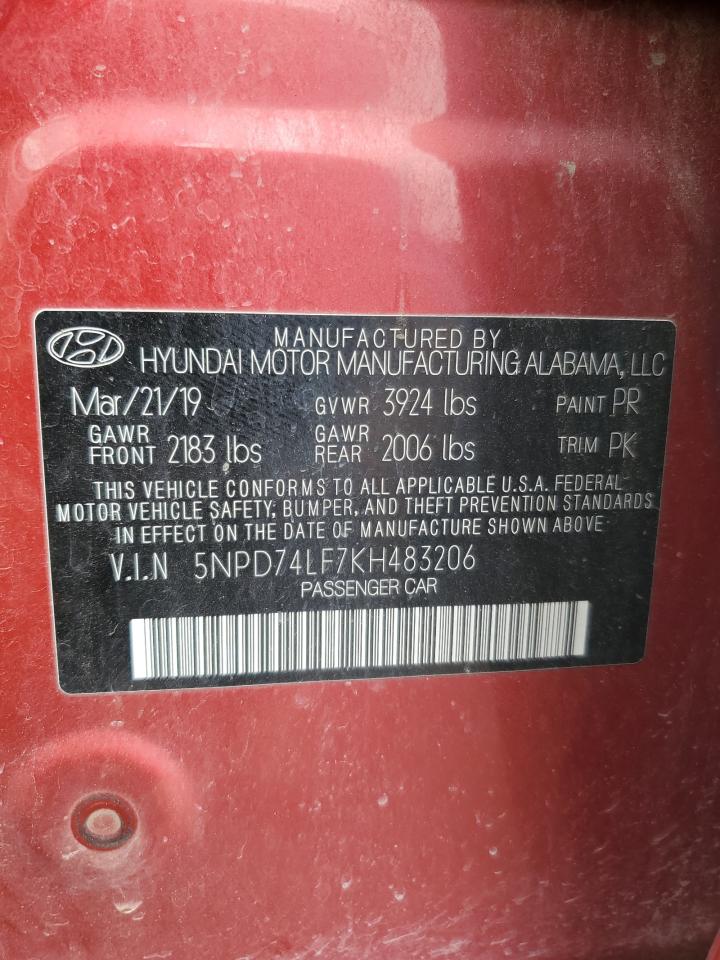 MANUFACTURED BY
HYUNDAI MOTOR MANUFACTURING ALABAMA, LLC
Mar/21/19 GVWR 3924 lbs PAINT PR
GAWR FRONT 2183 lbs GAWR REAR 2006 lbs TRIM PK
THIS VEHICLE CONFORMS TO ALL APPLICABLE U.S.A. FEDERAL
MOTOR VEHICLE SAFETY, BUMPER, AND THEFT PREVENTION STANDARDS
IN EFFECT ON THE DATE OF MANUFACTURE SHOWN ABOVE.
V.I.N 5NPD74LF7KH483206
PASSENGER CAR